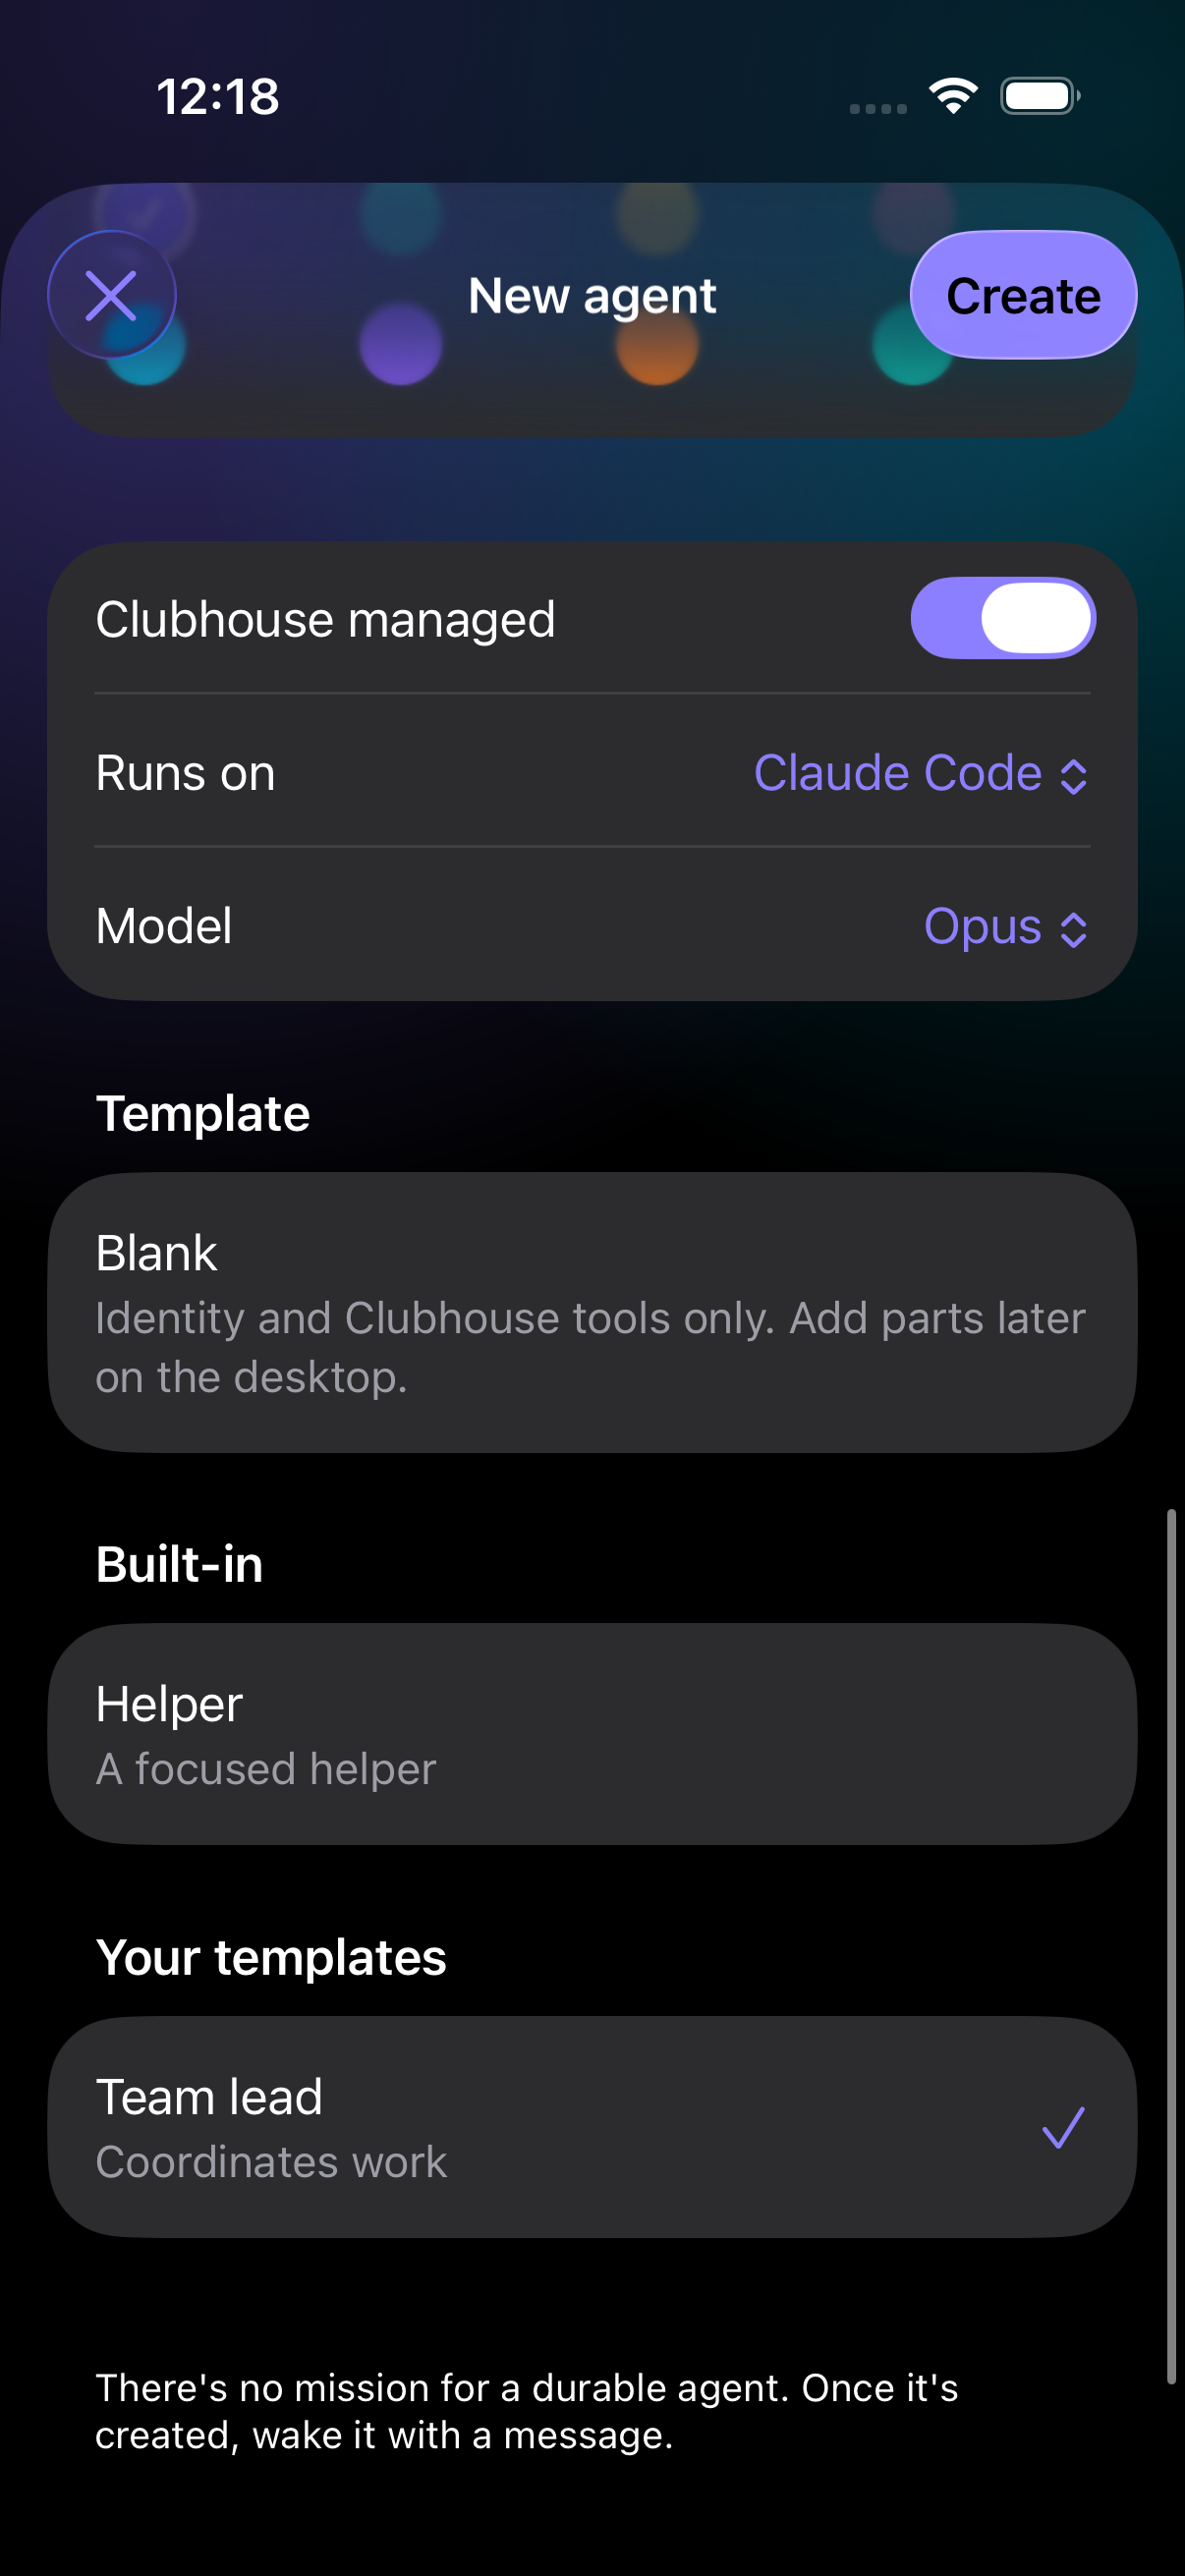 12:18
New agent
Create
Clubhouse managed
Runs on
Claude Code
Model
Opus
Template
Blank
Identity and Clubhouse tools only. Add parts later
on the desktop.
Built-in
Helper
A focused helper
Your templates
Team lead
Coordinates work
There's no mission for a durable agent. Once it's
created, wake it with a message.